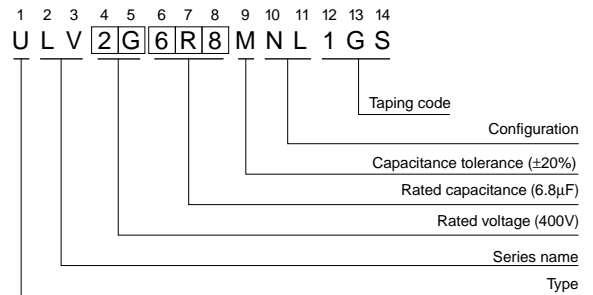 1 2 3 4 5 6 7 8 9 10 11 12 13 14
U L V 2 G 6 R 8 M N L 1 G S
Taping code
Configuration
Capacitance tolerance (±20%)
Rated capacitance (6.8μF)
Rated voltage (400V)
Series name
Type